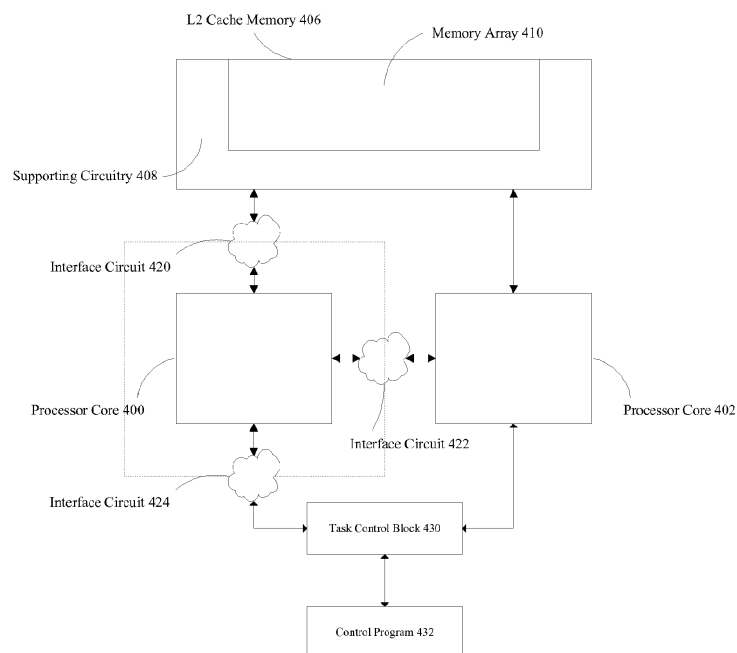 L2 Cache Memory 406
Memory Array 410
Supporting Circuitry 408
Interface Circuit 420
Processor Core 400
Processor Core 402
Interface Circuit 422
Interface Circuit 424
Task Control Block 430
Control Program 432